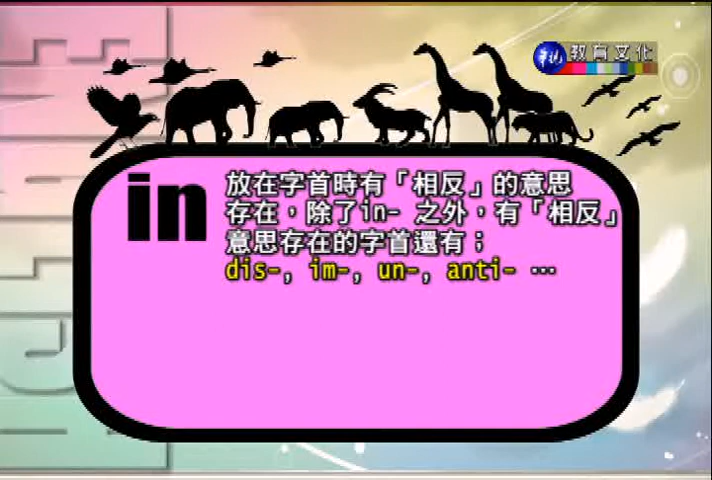 華視 教育文化
in
放在字首時有「相反」的意思
存在，除了in- 之外，有「相反」
意思存在的字首還有；
dis-, im-, un-, anti- …